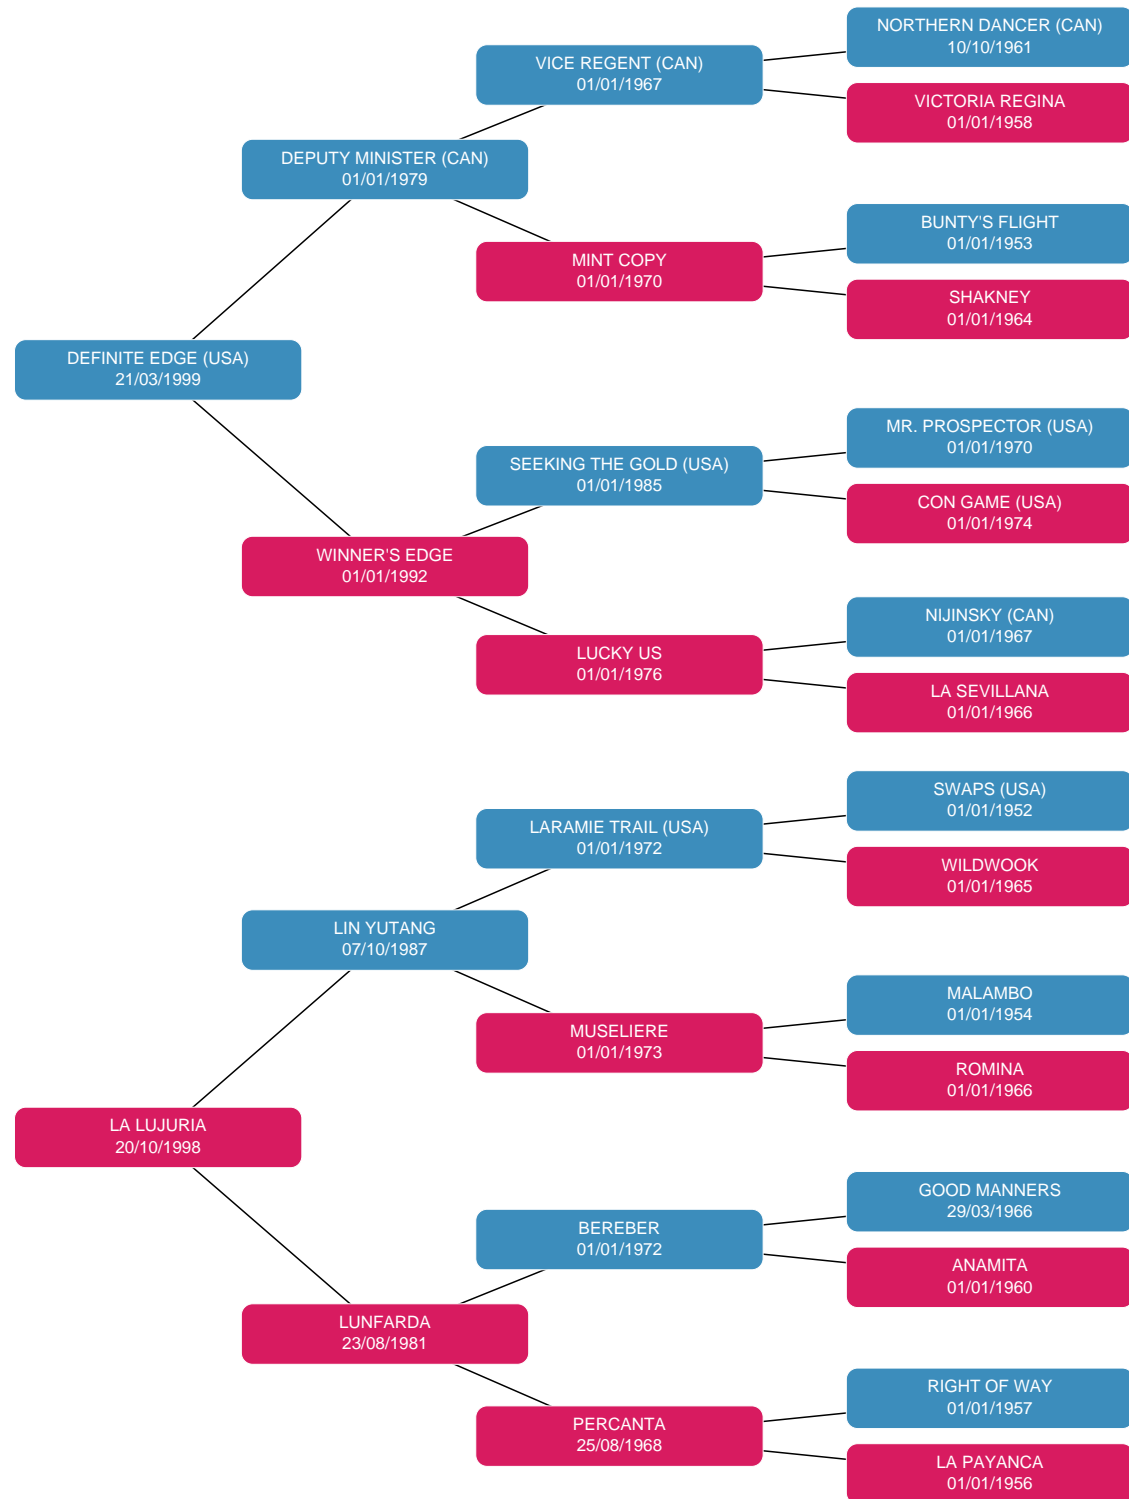 NORTHERN DANCER (CAN)
10/10/1961
VICE REGENT (CAN)
01/01/1967
VICTORIA REGINA
01/01/1958
DEPUTY MINISTER (CAN)
01/01/1979
BUNTY'S FLIGHT
01/01/1953
MINT COPY
01/01/1970
SHAKNEY
01/01/1964
DEFINITE EDGE (USA)
21/03/1999
MR. PROSPECTOR (USA)
01/01/1970
SEEKING THE GOLD (USA)
01/01/1985
CON GAME (USA)
01/01/1974
WINNER'S EDGE
01/01/1992
NIJINSKY (CAN)
01/01/1967
LUCKY US
01/01/1976
LA SEVILLANA
01/01/1966
SWAPS (USA)
01/01/1952
LARAMIE TRAIL (USA)
01/01/1972
WILDWOOK
01/01/1965
LIN YUTANG
07/10/1987
MALAMBO
01/01/1954
MUSELIERE
01/01/1973
ROMINA
01/01/1966
LA LUJURIA
20/10/1998
GOOD MANNERS
29/03/1966
BEREBER
01/01/1972
ANAMITA
01/01/1960
LUNFARDA
23/08/1981
RIGHT OF WAY
01/01/1957
PERCANTA
25/08/1968
LA PAYANCA
01/01/1956